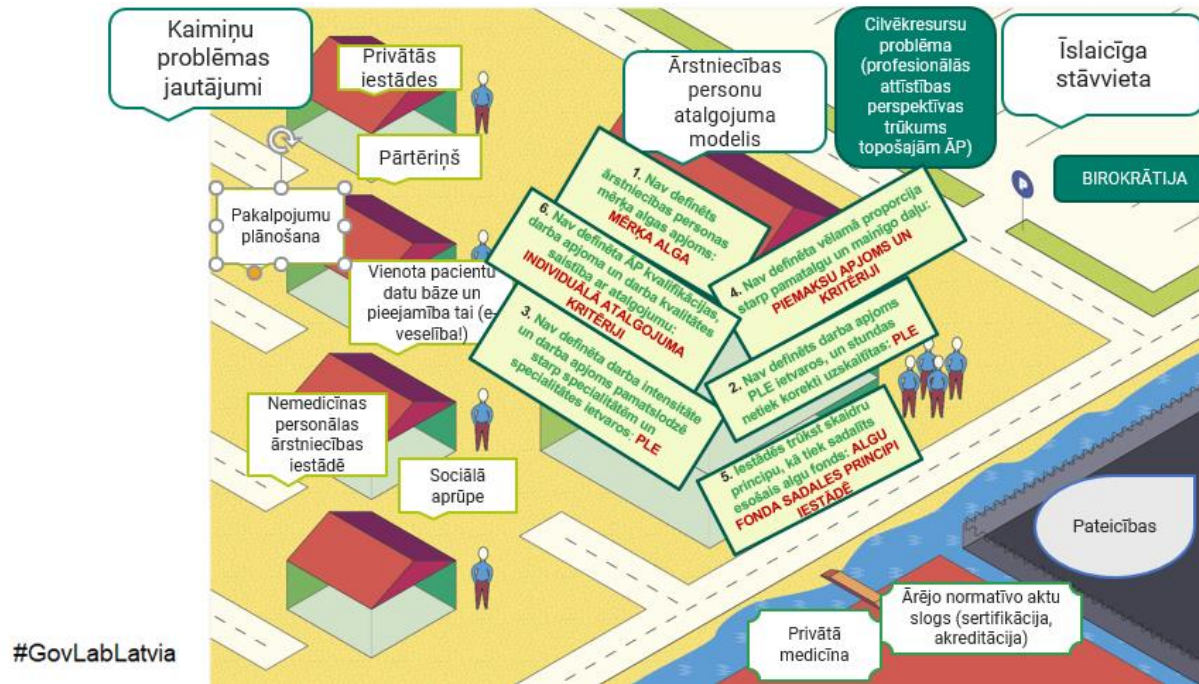 Kaimiņu
problēmas
jautājumi
Privātās
iestādes
Pārtēriņš
Pakalpojumu
plānošana
Vienota pacientu
datu bāze un
pieejamība tai (e-
veselība!)
Nemedicīnas
personālas
ārstniecības
iestādē
Sociālā
aprūpe
Ārstniecības
personu
atalgojuma
modelis
Cilvēkresursu
problēma
(profesionālās
attīstības
perspektīvas
trūkums
topošajām ĀP)
Īslaicīga
stāvvieta
BIROKRĀTIJA
1. Nav definēts
ārstniecības personas
mērķa algas apjoms:
MĒRĶA ALGA
6. Nav definēta ĀP kvalifikācijas,
darba apjoma un darba kvalitātes
saistība ar atalgojumu:
INDIVIDUĀLĀ ATALGOJUMA
KRITĒRIJI
3. Nav definēta darba intensitāte
un darba apjoms pamatslodzē
starp specialitātēm un
specialitātes ietvaros: PLE
4. Nav definēta vēlamā proporcija
starp pamatalgu un mainīgo daļu:
PIEMAKSU APJOMS UN
KRITĒRIJI
2. Nav definēts darba apjoms
PLE ietvaros, un stundas
netiek korekti uzskaitītas: PLE
5. Iestādēs trūkst skaidru
principu, kā tiek sadalīts
esošais algu fonds: ALGU
FONDA SADALES PRINCIPI
IESTĀDĒ
Pateicības
Privātā
medicīna
Ārējo normatīvo aktu
slogs (sertifikācija,
akreditācija)
#GovLabLatvia